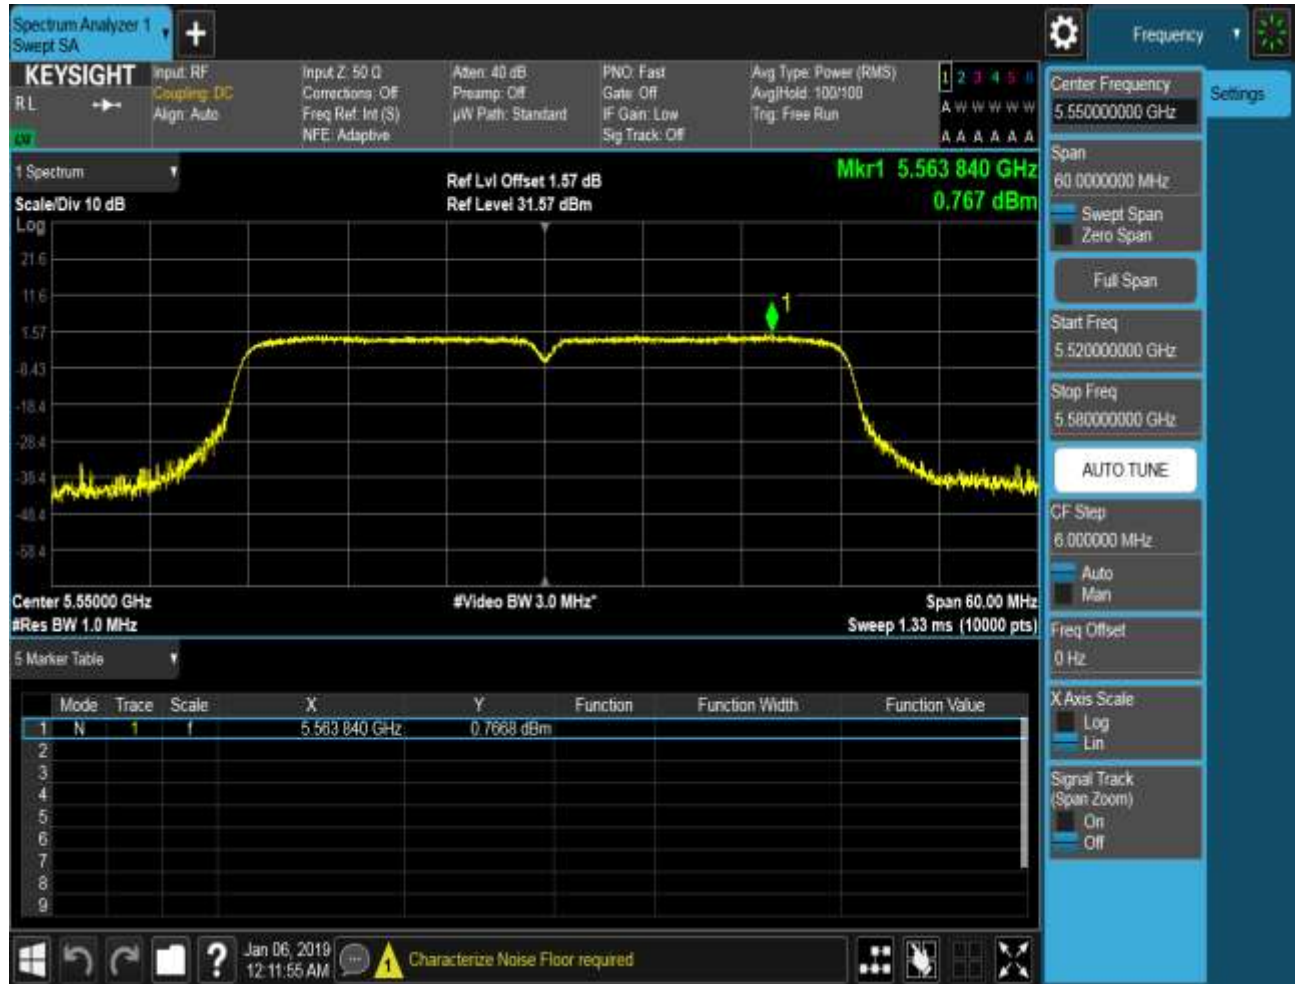 Spectrum Analyzer 1
Swept SA
Frequency
KEYSIGHT
R L
Input: RF
Coupling: DC
Align: Auto
Input Z: 50 Ω
Corrections: Off
Freq Ref: Int (S)
NFE: Adaptive
Atten: 40 dB
Preamp: Off
µW Path: Standard
PNO: Fast
Gate: Off
IF Gain: Low
Sig Track: Off
Avg Type: Power (RMS)
Avg|Hold: 100/100
Trig: Free Run
1 2 3 4 5 6
A W W W W W
A A A A A A
1 Spectrum
Scale/Div 10 dB
Ref Lvl Offset 1.57 dB
Ref Level 31.57 dBm
Mkr1 5.563 840 GHz
0.767 dBm
Log
21.6
11.6
1.57
-8.43
-18.4
-28.4
-38.4
-48.4
-58.4
1
Center 5.55000 GHz
#Res BW 1.0 MHz
#Video BW 3.0 MHz*
Span 60.00 MHz
Sweep 1.33 ms (10000 pts)
5 Marker Table
Mode Trace Scale X Y Function Function Width Function Value
1 N 1 f 5.563 840 GHz 0.7668 dBm
2
3
4
5
6
7
8
9
Jan 06, 2019
12:11:55 AM
Characterize Noise Floor required
Center Frequency
5.550000000 GHz
Settings
Span
60.0000000 MHz
Swept Span
Zero Span
Full Span
Start Freq
5.520000000 GHz
Stop Freq
5.580000000 GHz
AUTO TUNE
CF Step
6.000000 MHz
Auto
Man
Freq Offset
0 Hz
X Axis Scale
Log
Lin
Signal Track
(Span Zoom)
On
Off